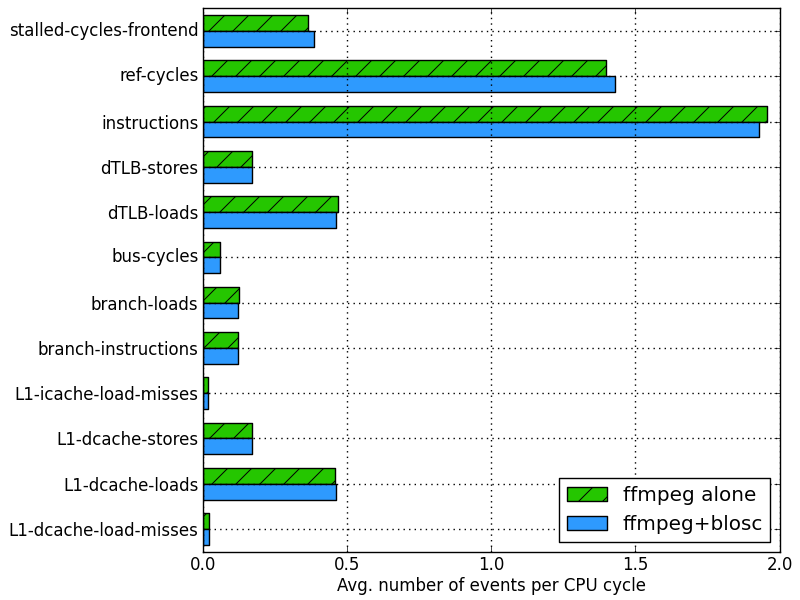 stalled-cycles-frontend
ref-cycles
instructions
dTLB-stores
dTLB-loads
bus-cycles
branch-loads
branch-instructions
L1-icache-load-misses
L1-dcache-stores
L1-dcache-loads
L1-dcache-load-misses
ffmpeg alone
ffmpeg+blosc
0.0 0.5 1.0 1.5 2.0
Avg. number of events per CPU cycle